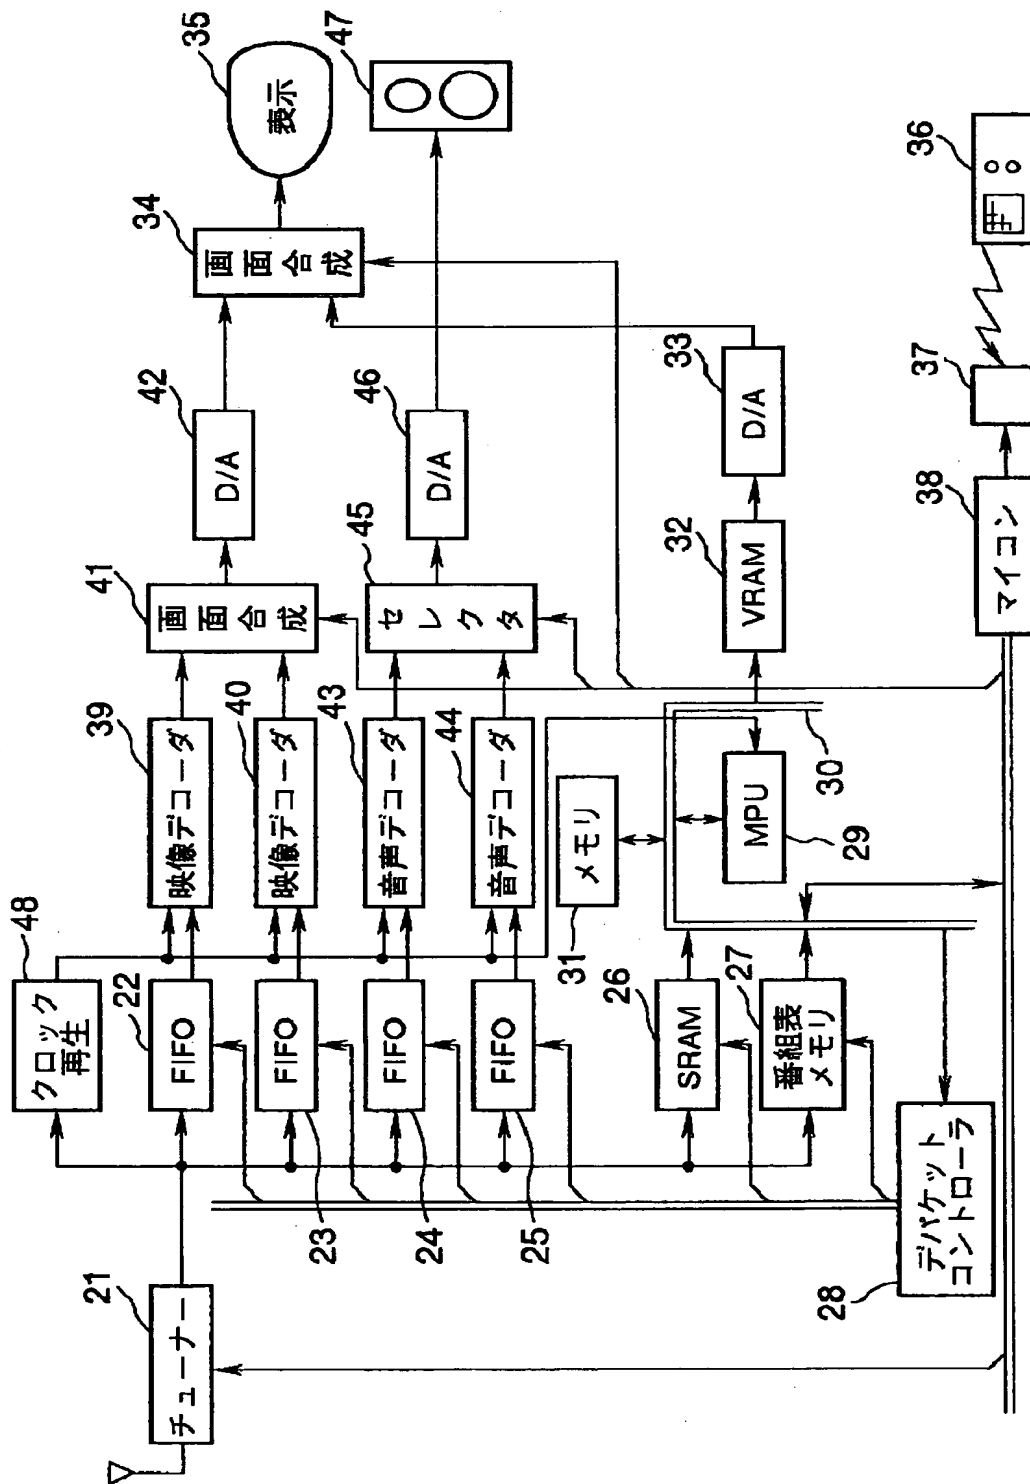 21
チューナー
48
クロック
再生
22
FIFO
23
FIFO
24
FIFO
25
FIFO
26
SRAM
27
番組表
メモリ
28
デパケット
コントローラ
39
映像デコーダ
40
映像デコーダ
43
音声デコーダ
44
音声デコーダ
31
メモリ
29
MPU
30
41
画面合成
45
セレクタ
42
D/A
46
D/A
32
VRAM
33
D/A
34
画面合成
35
表示
47
38
マイコン
37
36